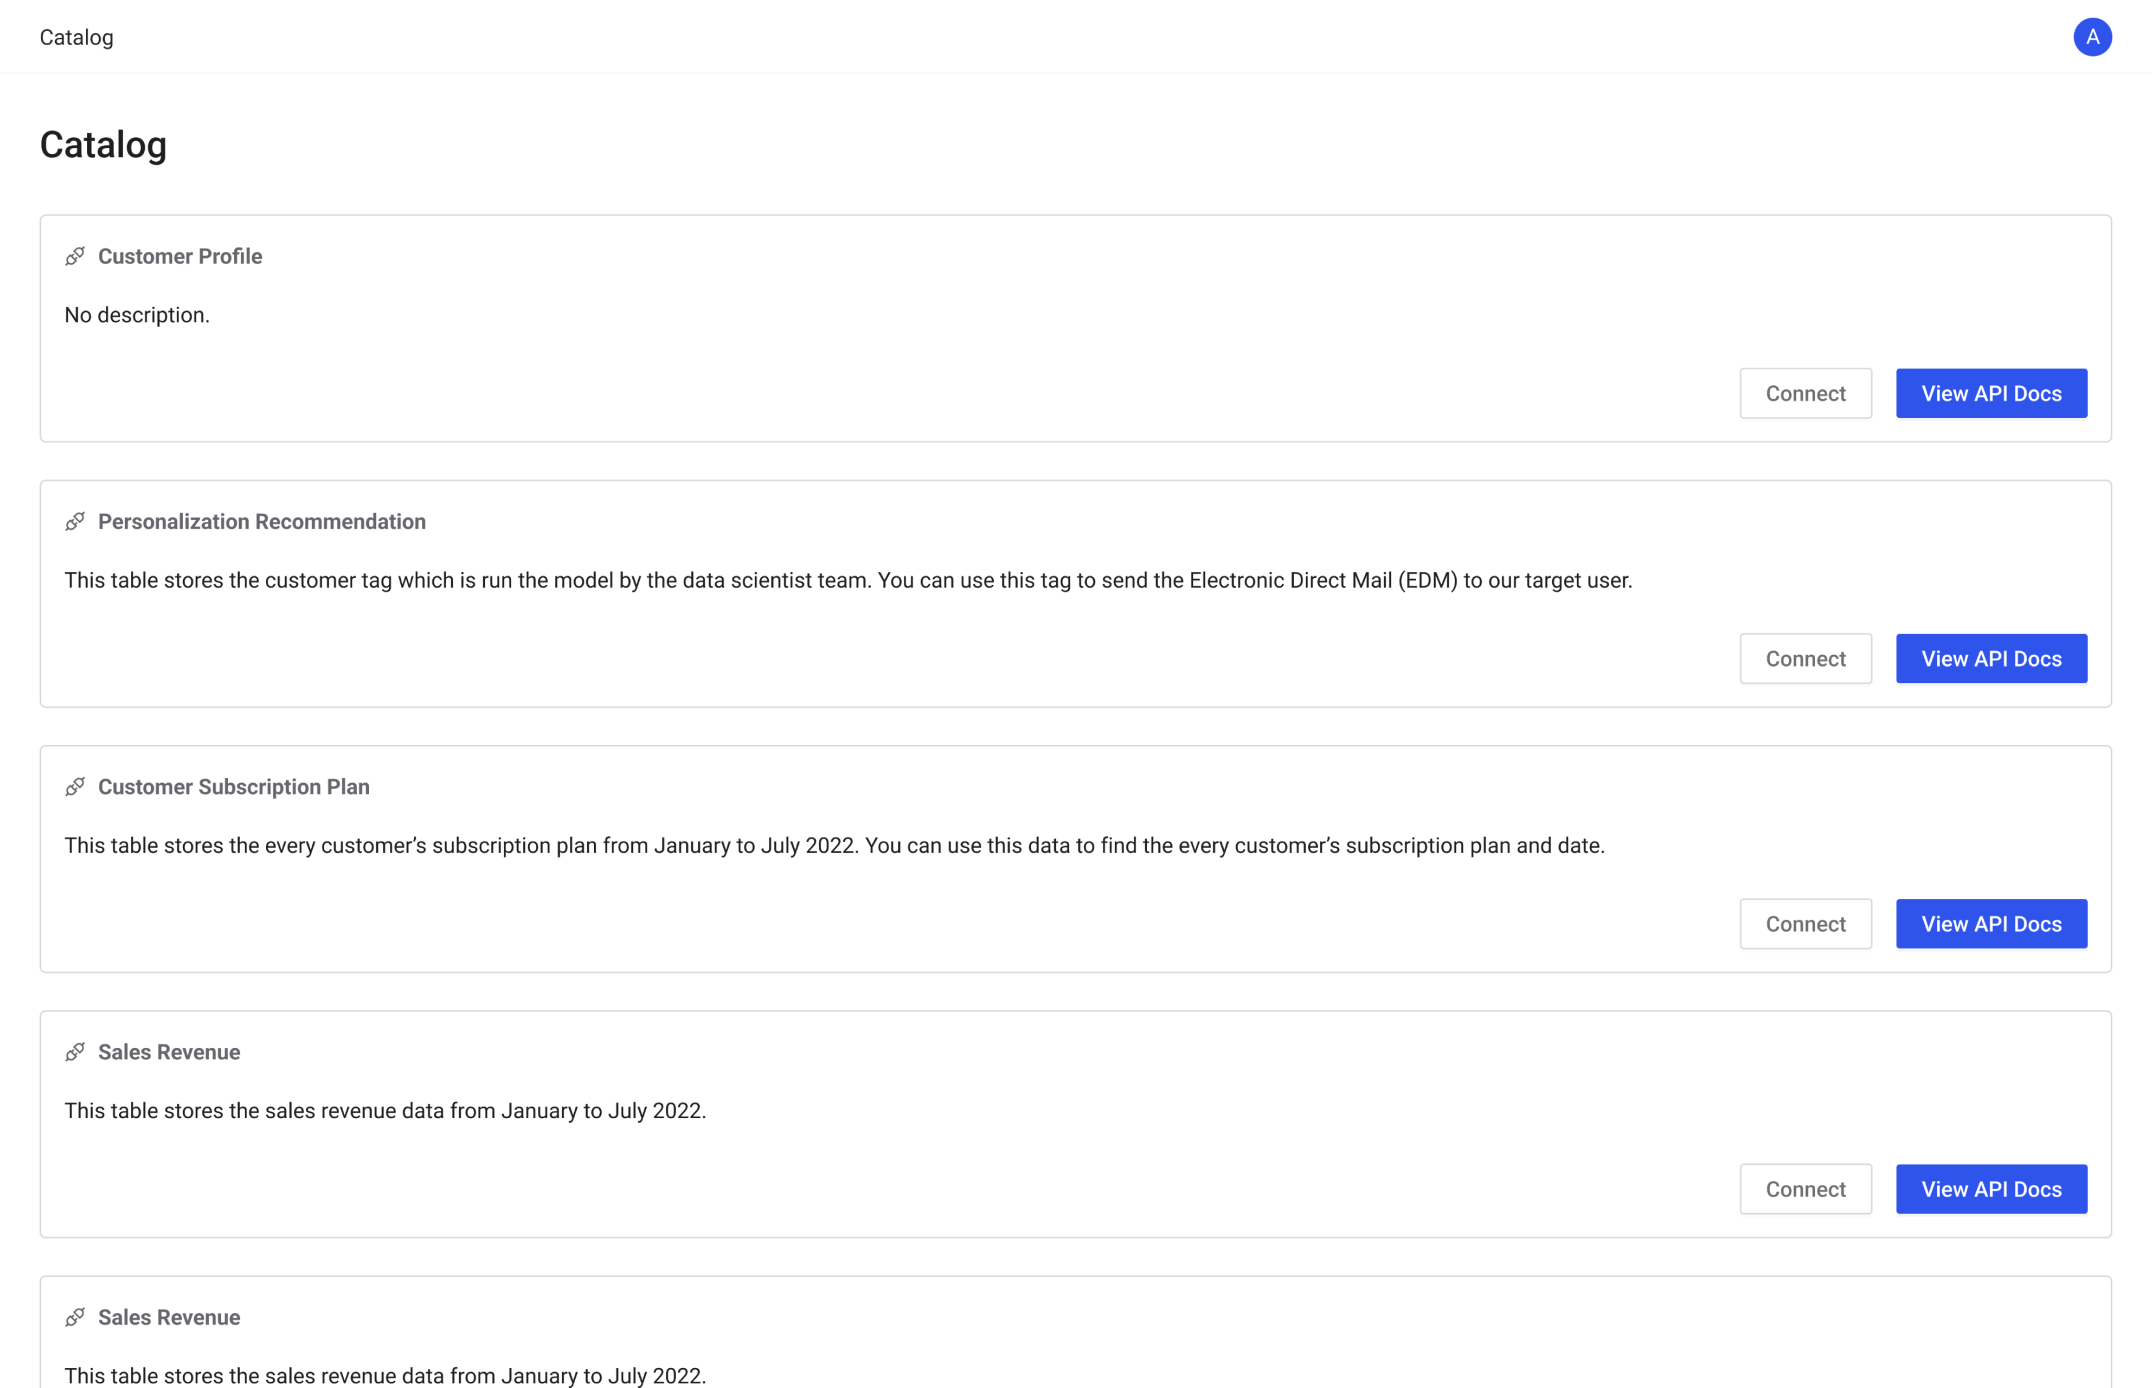 Catalog
A
Catalog
Customer Profile
No description.
Connect
View API Docs
Personalization Recommendation
This table stores the customer tag which is run the model by the data scientist team. You can use this tag to send the Electronic Direct Mail (EDM) to our target user.
Connect
View API Docs
Customer Subscription Plan
This table stores the every customer’s subscription plan from January to July 2022. You can use this data to find the every customer’s subscription plan and date.
Connect
View API Docs
Sales Revenue
This table stores the sales revenue data from January to July 2022.
Connect
View API Docs
Sales Revenue
This table stores the sales revenue data from January to July 2022.